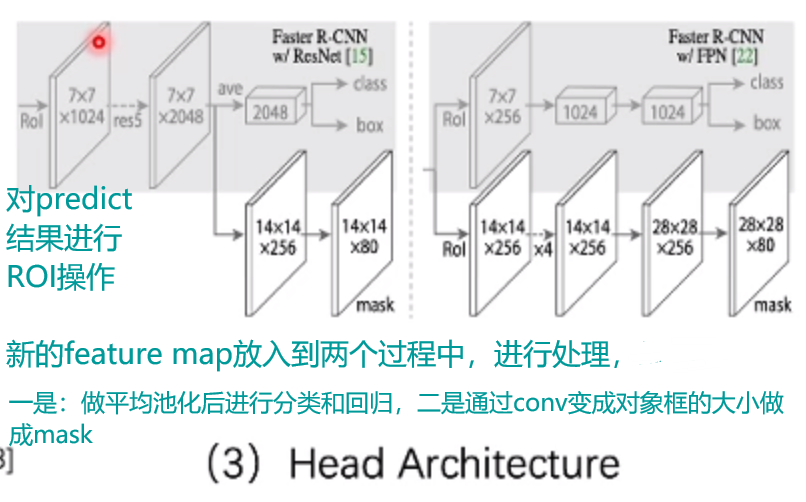 Faster R-CNN
w/ ResNet [15]
7×7
×1024
RoI
res5
7×7
×2048
ave
2048
class
box
14×14
×256
14×14
×80
mask
Faster R-CNN
w/ FPN [22]
RoI
7×7
×256
1024
1024
class
box
RoI
14×14
×256
×4
14×14
×256
28×28
×256
28×28
×80
mask
对predict
结果进行
ROI操作
新的feature map放入到两个过程中，进行处理，
一是：做平均池化后进行分类和回归，二是通过conv变成对象框的大小做
成mask
（3）Head Architecture